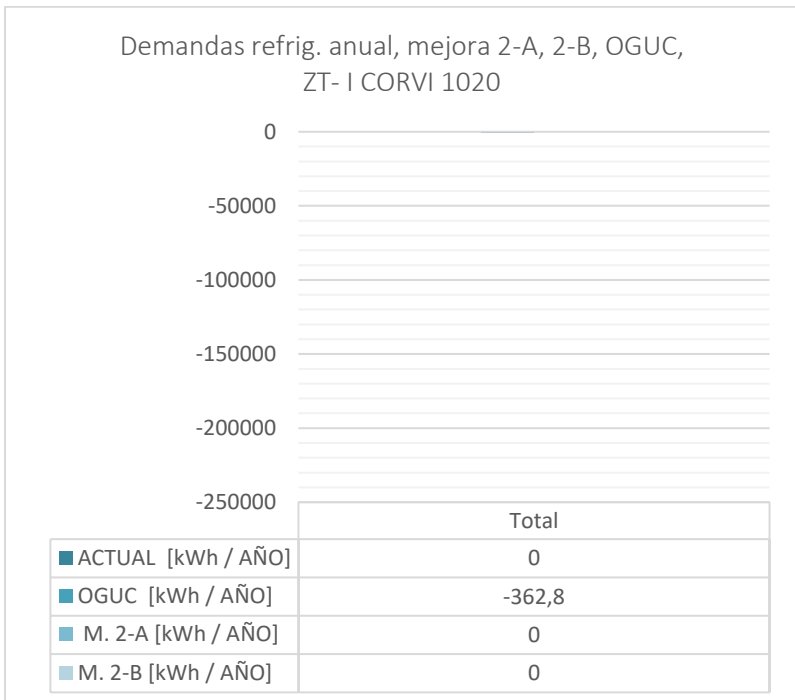 Demandas refrig. anual, mejora 2-A, 2-B, OGUC,
ZT- I CORVI 1020
0
-50000
-100000
-150000
-200000
-250000
Total
ACTUAL [kWh / AÑO] 0
OGUC [kWh / AÑO] -362,8
M. 2-A [kWh / AÑO] 0
M. 2-B [kWh / AÑO] 0